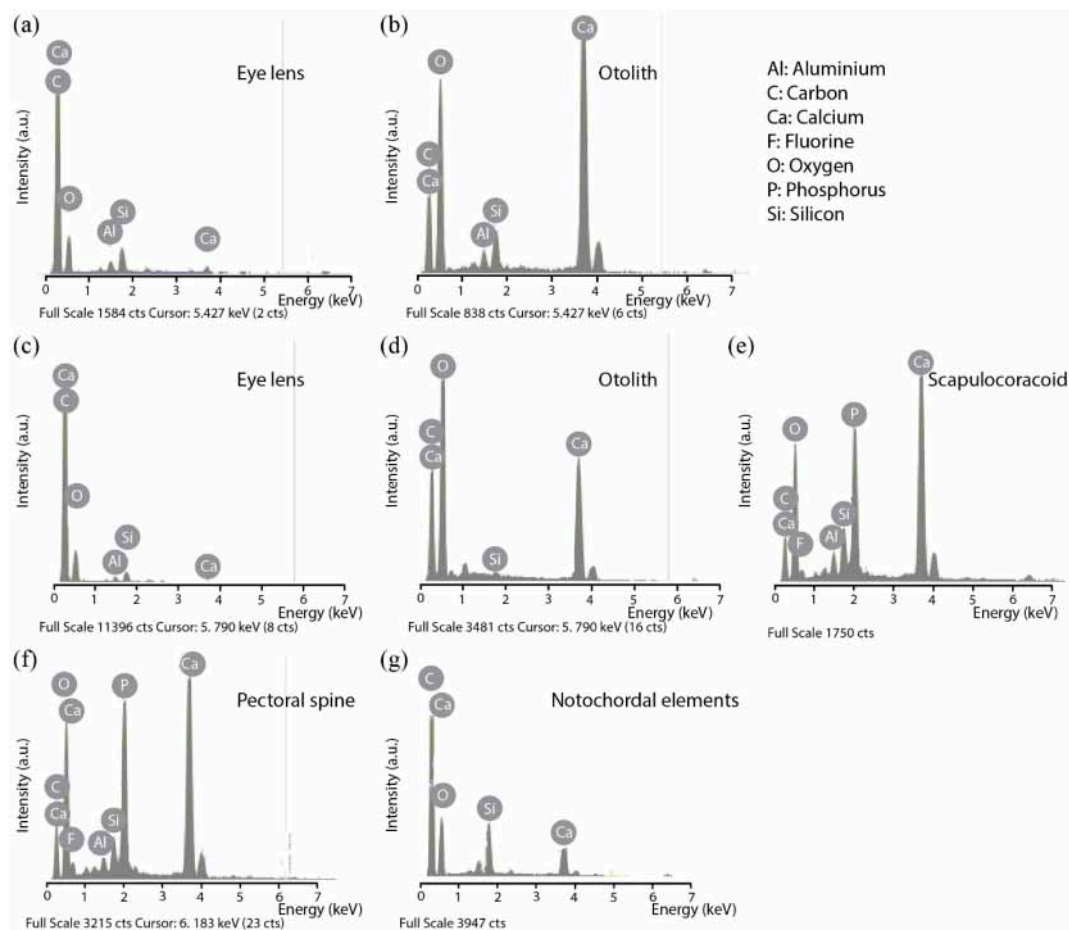 (a)
Ca
C
O
Al
Si
Ca
Eye lens
Intensity (a.u.)
0 1 2 3 4 5 6 7
Energy (keV)
Full Scale 1584 cts Cursor: 5.427 keV (2 cts)
(b)
O
C
Ca
Al
Si
Ca
Otolith
Intensity (a.u.)
0 1 2 3 4 5 6 7
Energy (keV)
Full Scale 838 cts Cursor: 5.427 keV (6 cts)
Al: Aluminium
C: Carbon
Ca: Calcium
F: Fluorine
O: Oxygen
P: Phosphorus
Si: Silicon
(c)
Ca
C
O
Al
Si
Ca
Eye lens
Intensity (a.u.)
0 1 2 3 4 5 6 7
Energy (keV)
Full Scale 11396 cts Cursor: 5. 790 keV (8 cts)
(d)
O
C
Ca
Si
Ca
Otolith
Intensity (a.u.)
0 1 2 3 4 5 6 7
Energy (keV)
Full Scale 3481 cts Cursor: 5. 790 keV (16 cts)
(e)
O
C
Ca
F
Al
Si
P
Ca
Scapulocoracoid
Intensity (a.u.)
0 1 2 3 4 5 6 7
Energy (keV)
Full Scale 1750 cts
(f)
O
Ca
C
Ca
F
Al
Si
P
Ca
Pectoral spine
Intensity (a.u.)
0 1 2 3 4 5 6 7
Energy (keV)
Full Scale 3215 cts Cursor: 6. 183 keV (23 cts)
(g)
C
Ca
O
Si
Ca
Notochordal elements
Intensity (a.u.)
0 1 2 3 4 5 6 7
Energy (keV)
Full Scale 3947 cts